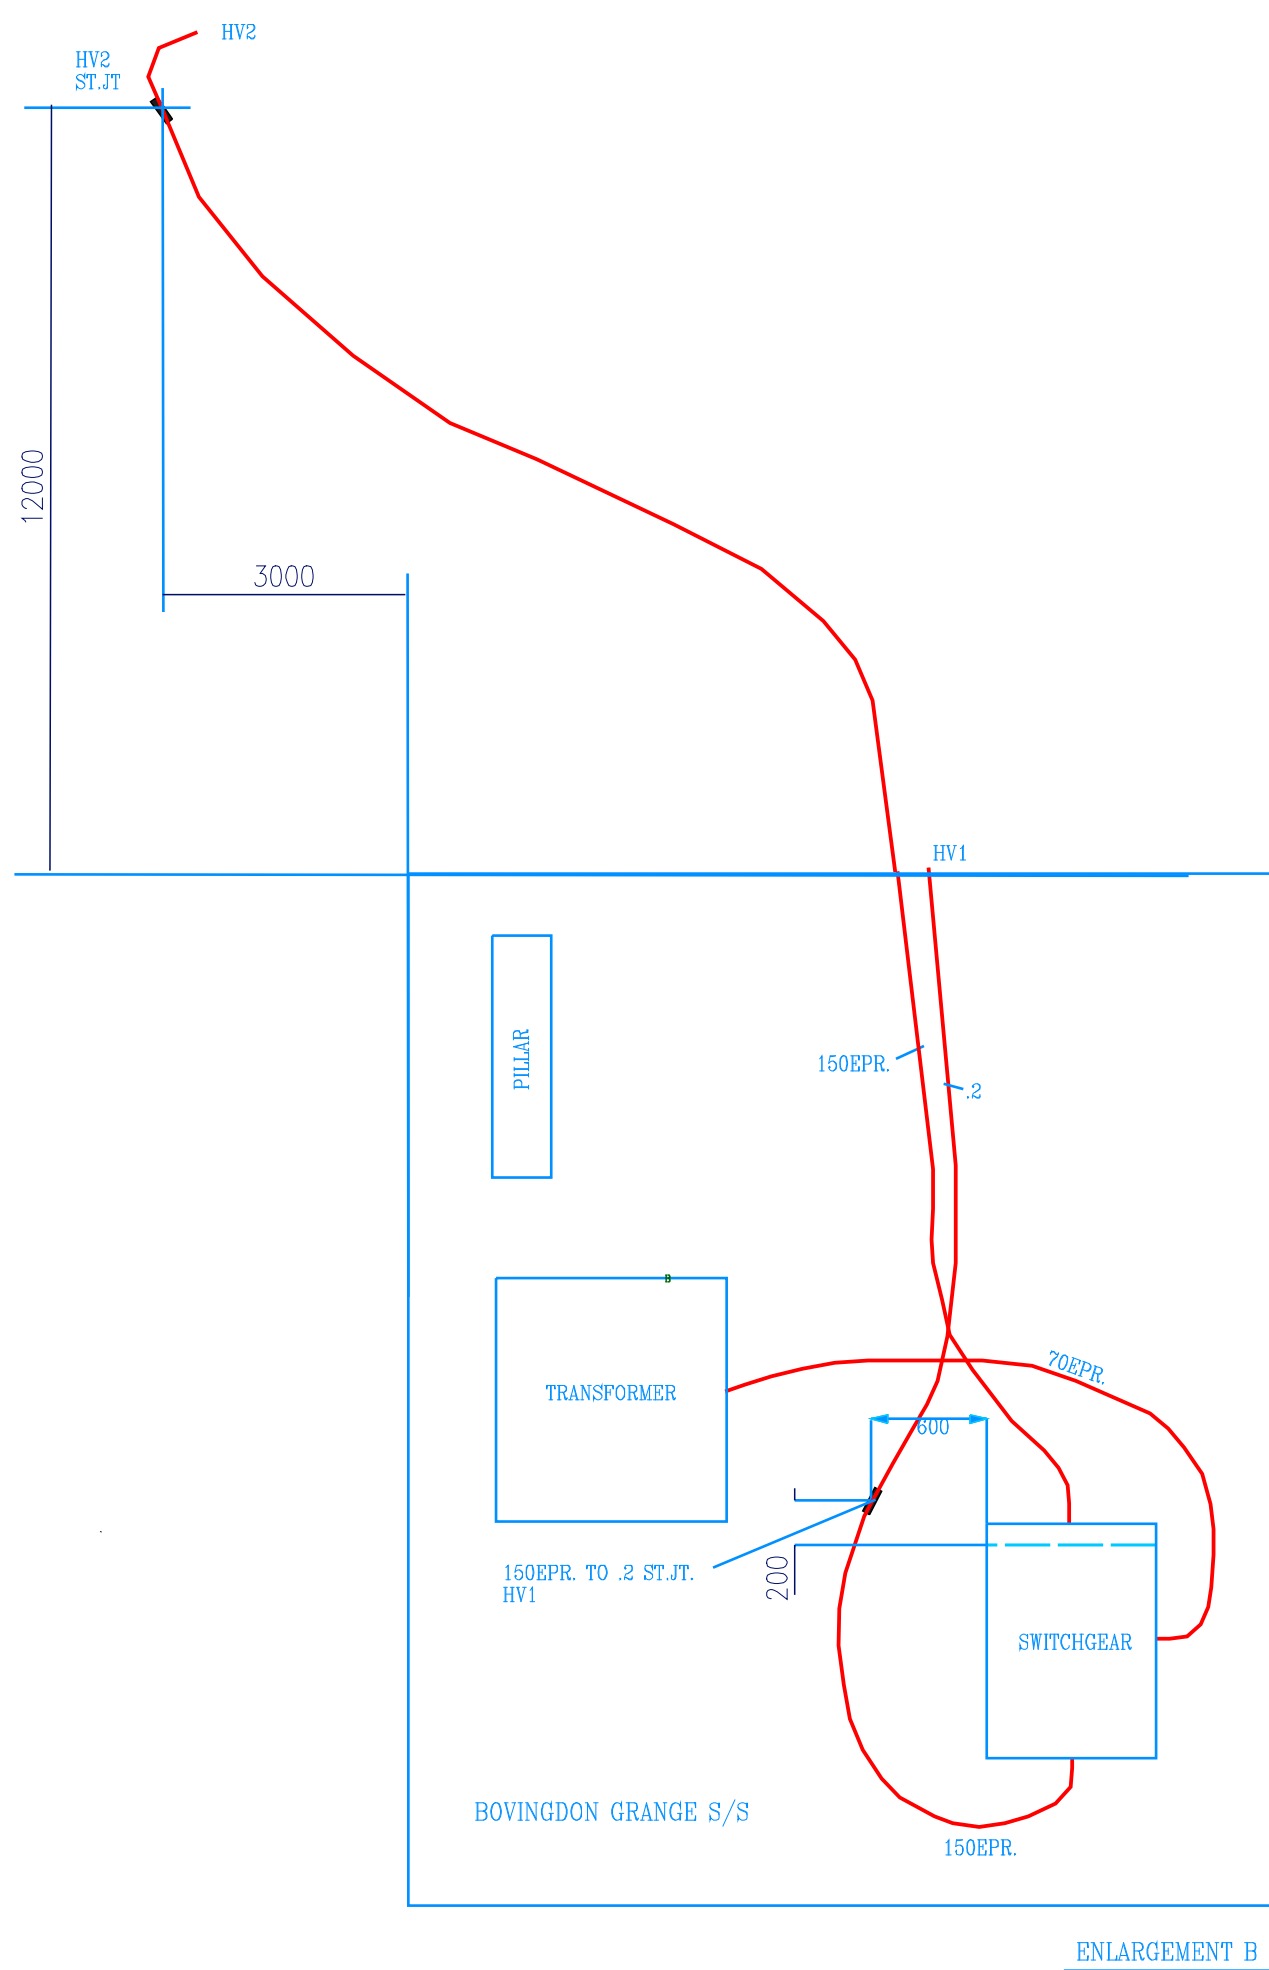 HV2
HV2
ST.JT
12000
3000
HV1
PILLAR
150EPR.
.2
B
TRANSFORMER
70EPR.
600
150EPR. TO .2 ST.JT.
HV1
200
SWITCHGEAR
BOVINGDON GRANGE S/S
150EPR.
ENLARGEMENT B